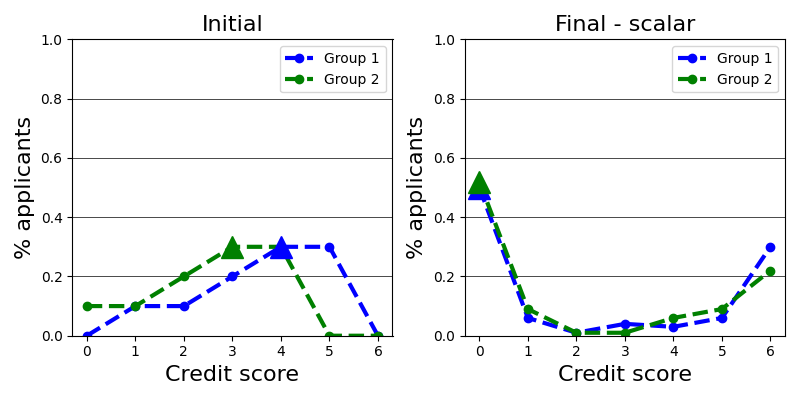 Initial
% applicants
1.0
0.8
0.6
0.4
0.2
0.0
Group 1
Group 2
0 1 2 3 4 5 6
Credit score
Final - scalar
% applicants
1.0
0.8
0.6
0.4
0.2
0.0
Group 1
Group 2
0 1 2 3 4 5 6
Credit score